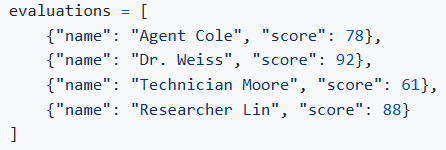 evaluations = [
    {"name": "Agent Cole", "score": 78},
    {"name": "Dr. Weiss", "score": 92},
    {"name": "Technician Moore", "score": 61},
    {"name": "Researcher Lin", "score": 88}
]